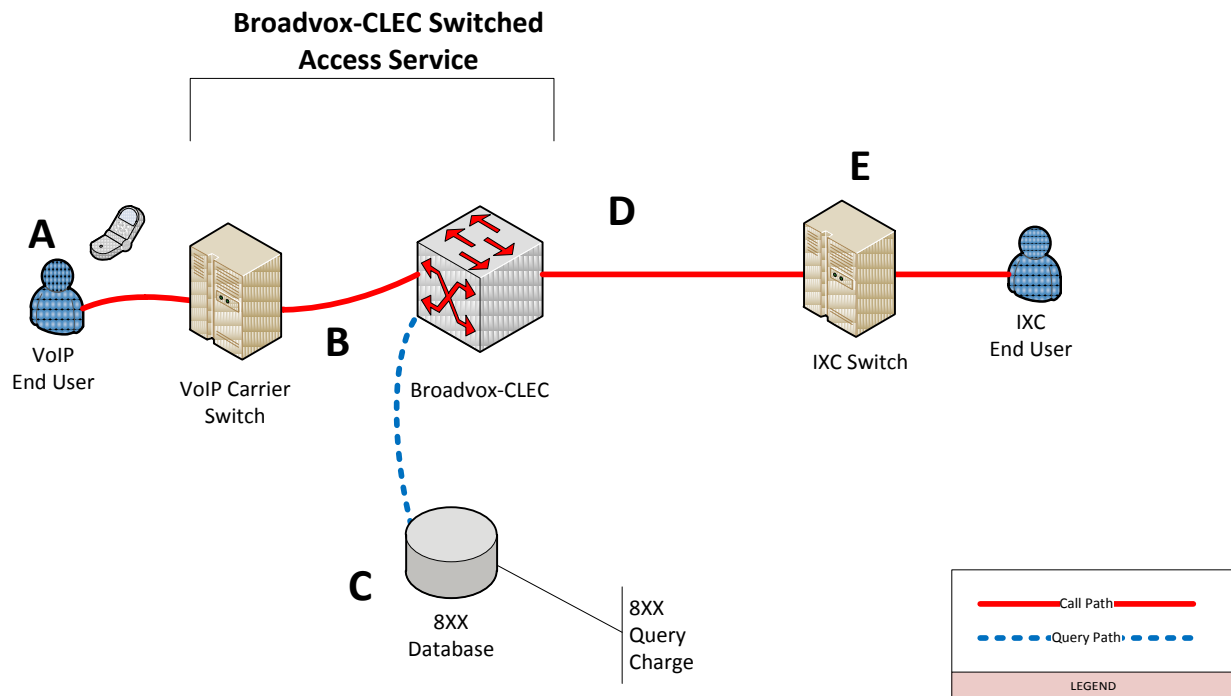 Broadvox-CLEC Switched
Access Service
A
B
C
D
E
VoIP
End User
VoIP Carrier
Switch
Broadvox-CLEC
IXC Switch
IXC
End User
8XX
Database
8XX
Query
Charge
Call Path
Query Path
LEGEND